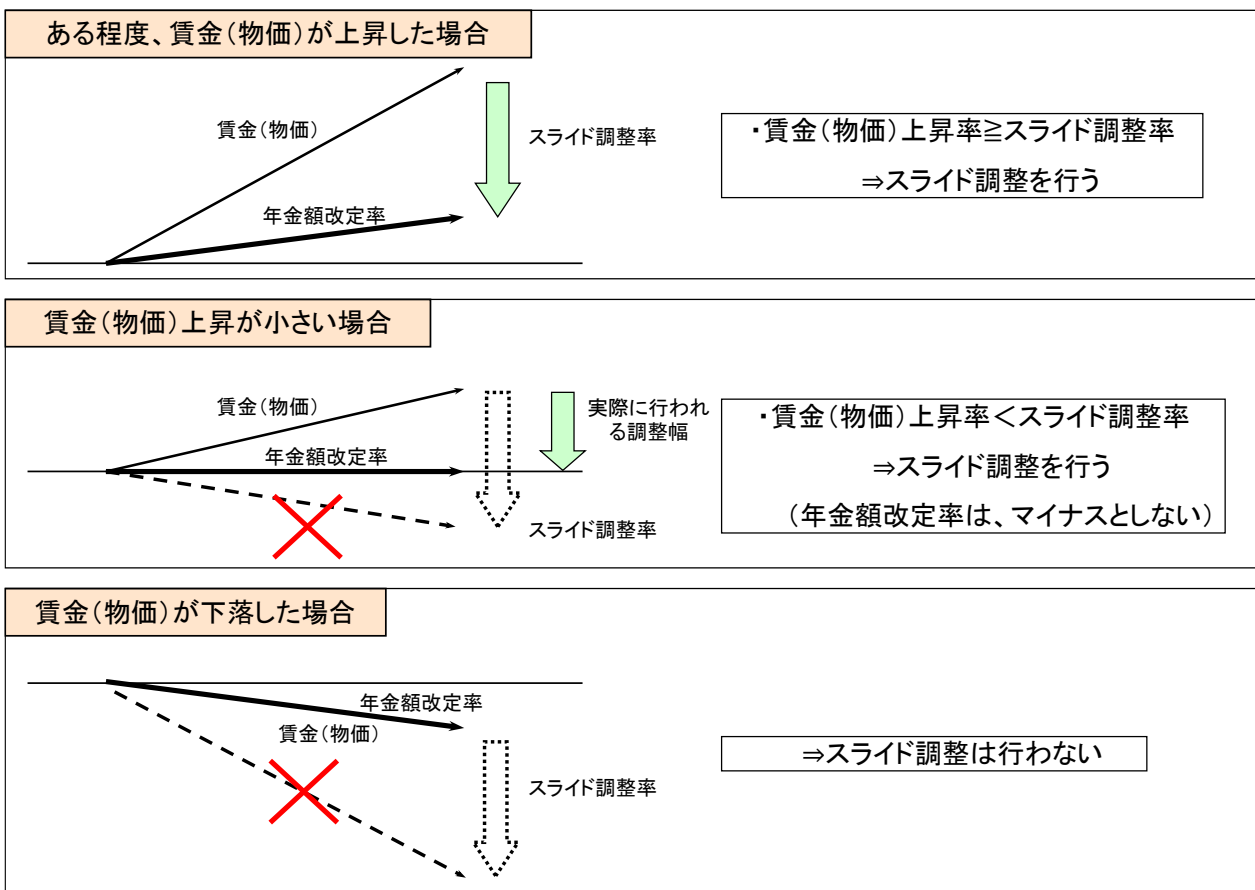 ある程度、賃金(物価)が上昇した場合
賃金(物価)
スライド調整率
年金額改定率
・賃金(物価)上昇率≧スライド調整率
⇒スライド調整を行う
賃金(物価)上昇が小さい場合
賃金(物価)
年金額改定率
実際に行われ
る調整幅
スライド調整率
・賃金(物価)上昇率<スライド調整率
⇒スライド調整を行う
(年金額改定率は、マイナスとしない)
賃金(物価)が下落した場合
年金額改定率
賃金(物価)
スライド調整率
⇒スライド調整は行わない